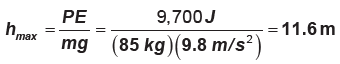 h_max = PE/mg = 9,700 J/(85 kg)(9.8 m/s²) = 11.6 m